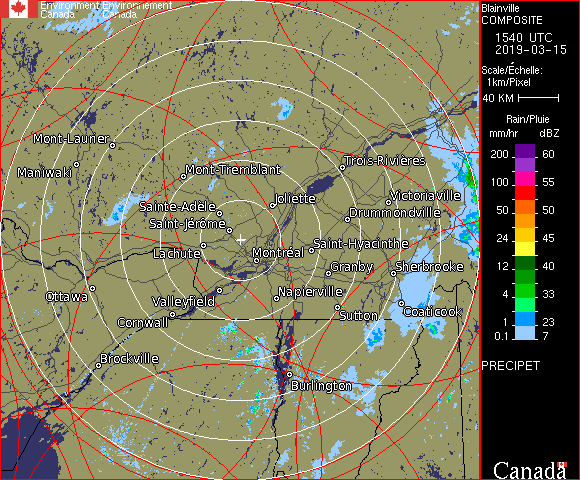 Environment Environnement
Canada Canada
Blainville
COMPOSITE
1540 UTC
2019-03-15
Scale/Échelle:
1km/Pixel
40 KM
Rain/Pluie
mm/hr dBZ
200 60
100 55
50 50
24 45
12 40
4 33
1 23
0.1 7
PRECIPET
Canada
Mont-Laurier
Maniwaki
Mont-Tremblant
Trois-Rivières
Sainte-Adèle
Joliette
Victoriaville
Drummondville
Saint-Jérôme
Lachute
Montréal
Saint-Hyacinthe
Granby
Sherbrooke
Ottawa
Valleyfield
Napierville
Cornwall
Sutton
Coaticook
Brockville
Burlington